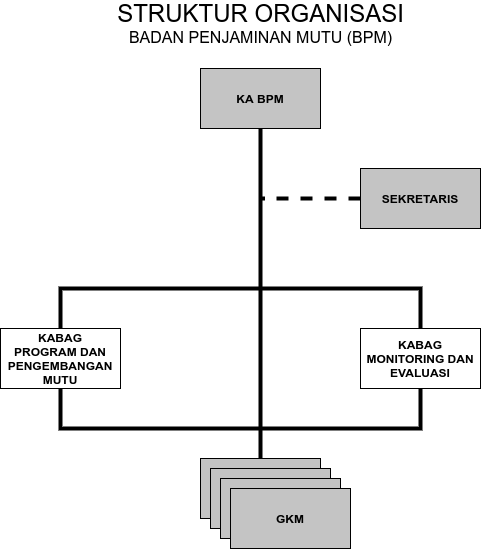 STRUKTUR ORGANISASI
BADAN PENJAMINAN MUTU (BPM)
KA BPM
SEKRETARIS
KABAG
PROGRAM DAN
PENGEMBANGAN
MUTU
KABAG
MONITORING DAN
EVALUASI
GKM